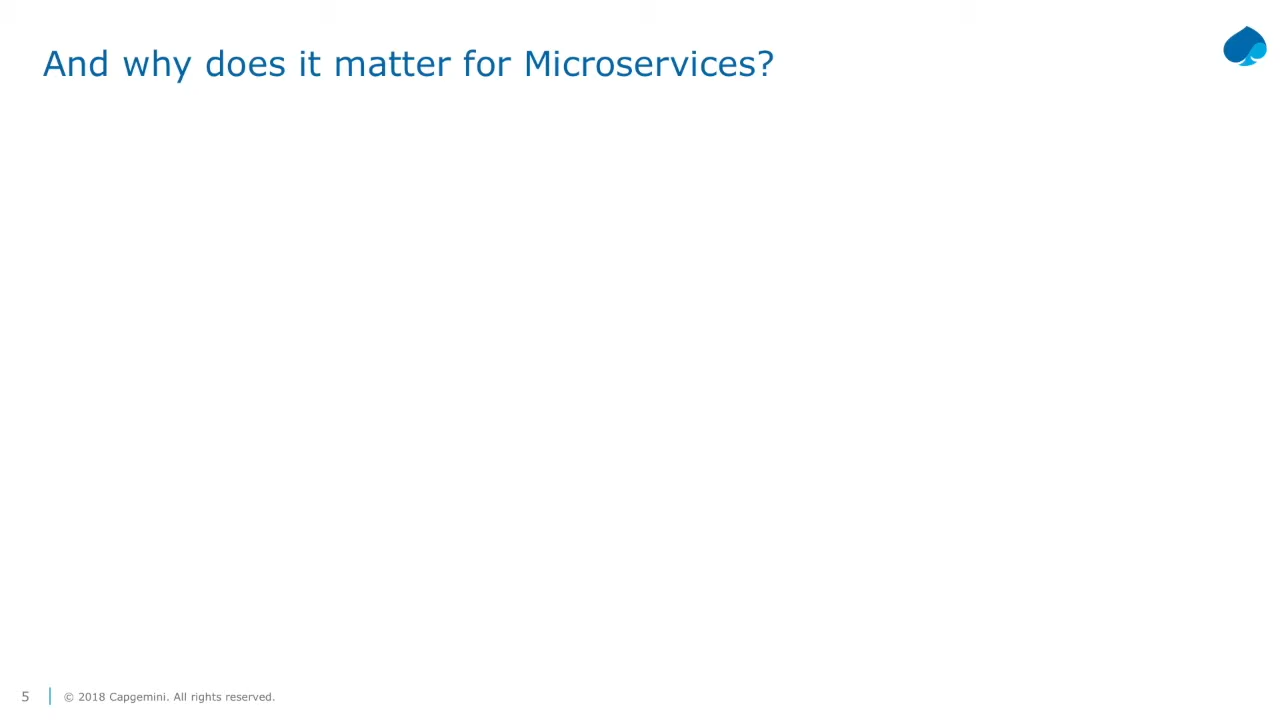 And why does it matter for Microservices?
5
© 2018 Capgemini. All rights reserved.